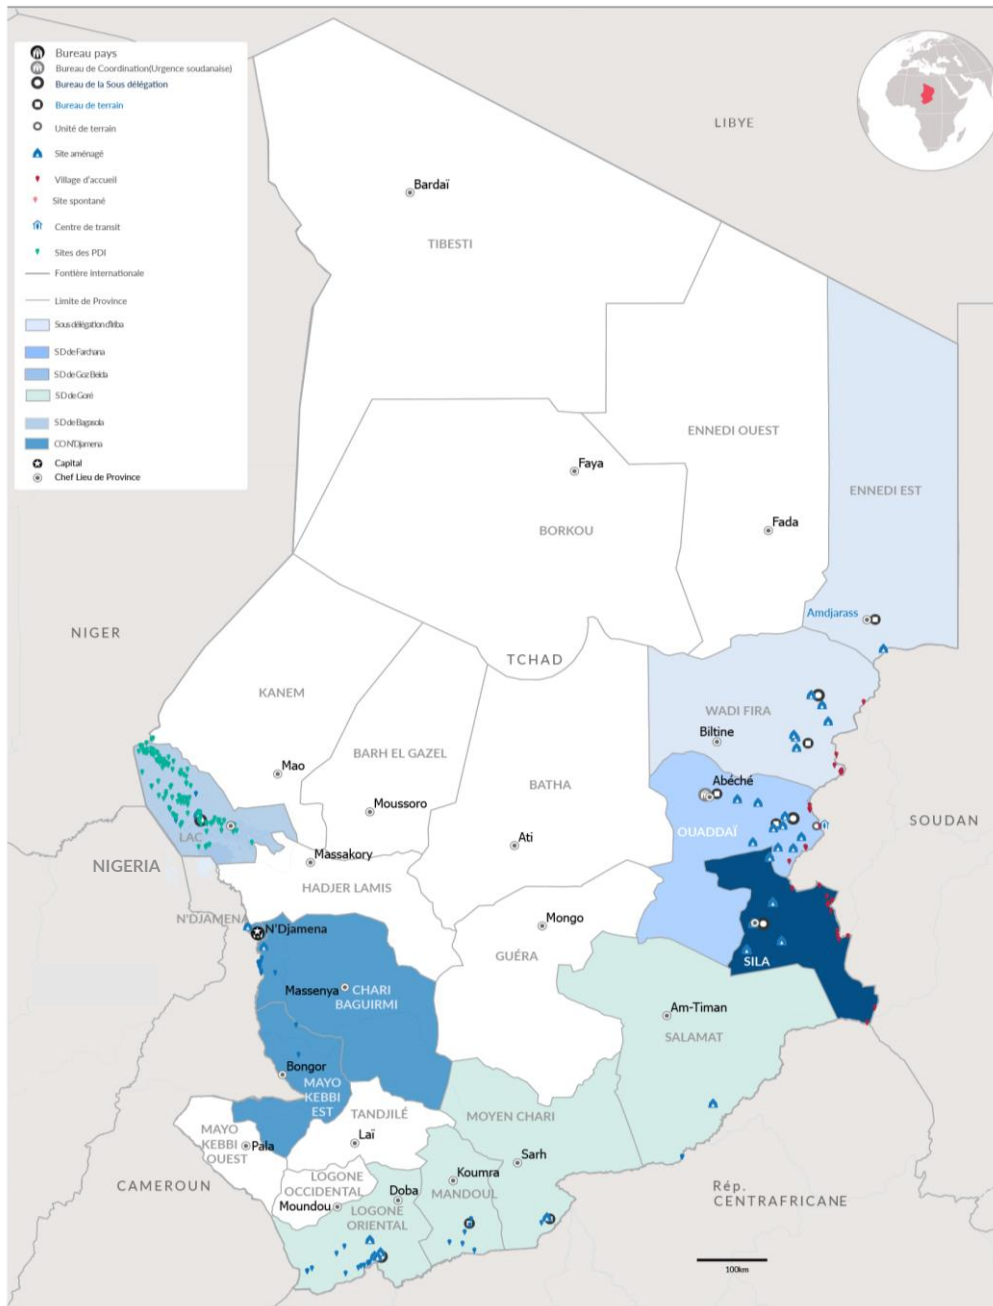 Bureau pays
Bureau de Coordination(Urgence soudanaise)
Bureau de la Sous délégation
Bureau de terrain
Unité de terrain
Site aménagé
Village d'accueil
Site spontané
Centre de transit
Sites des PDI
Fontière internationale
Limite de Province
Sous délégation d'Iriba
SD de Farchana
SD de Goz Beida
SD de Goré
SD de Bagasola
CO N'Djamena
Capital
Chef Lieu de Province
LIBYE
Bardaï
TIBESTI
ENNEDI OUEST
Faya
ENNEDI EST
Fada
BORKOU
Amdjarass
NIGER
TCHAD
KANEM
WADI FIRA
Biltine
BARH EL GAZEL
Mao
Abéché
BATHA
Moussoro
SOUDAN
OUADDAÏ
LAC
Ati
NIGERIA
Massakory
HADJER LAMIS
N'DJAMENA
N'Djamena
Mongo
GUÉRA
SILA
Massenya
CHARI
BAGUIRMI
Am-Timan
SALAMAT
Bongor
MAYO
KEBBI
EST
TANDJILÉ
MOYEN CHARI
MAYO
KEBBI
OUEST
Pala
Laï
Sarh
LOGONE
OCCIDENTAL
Koumra
CAMEROUN
Doba
MANDOUL
Rép.
CENTRAFRICANE
Moundou
LOGONE
ORIENTAL
100km